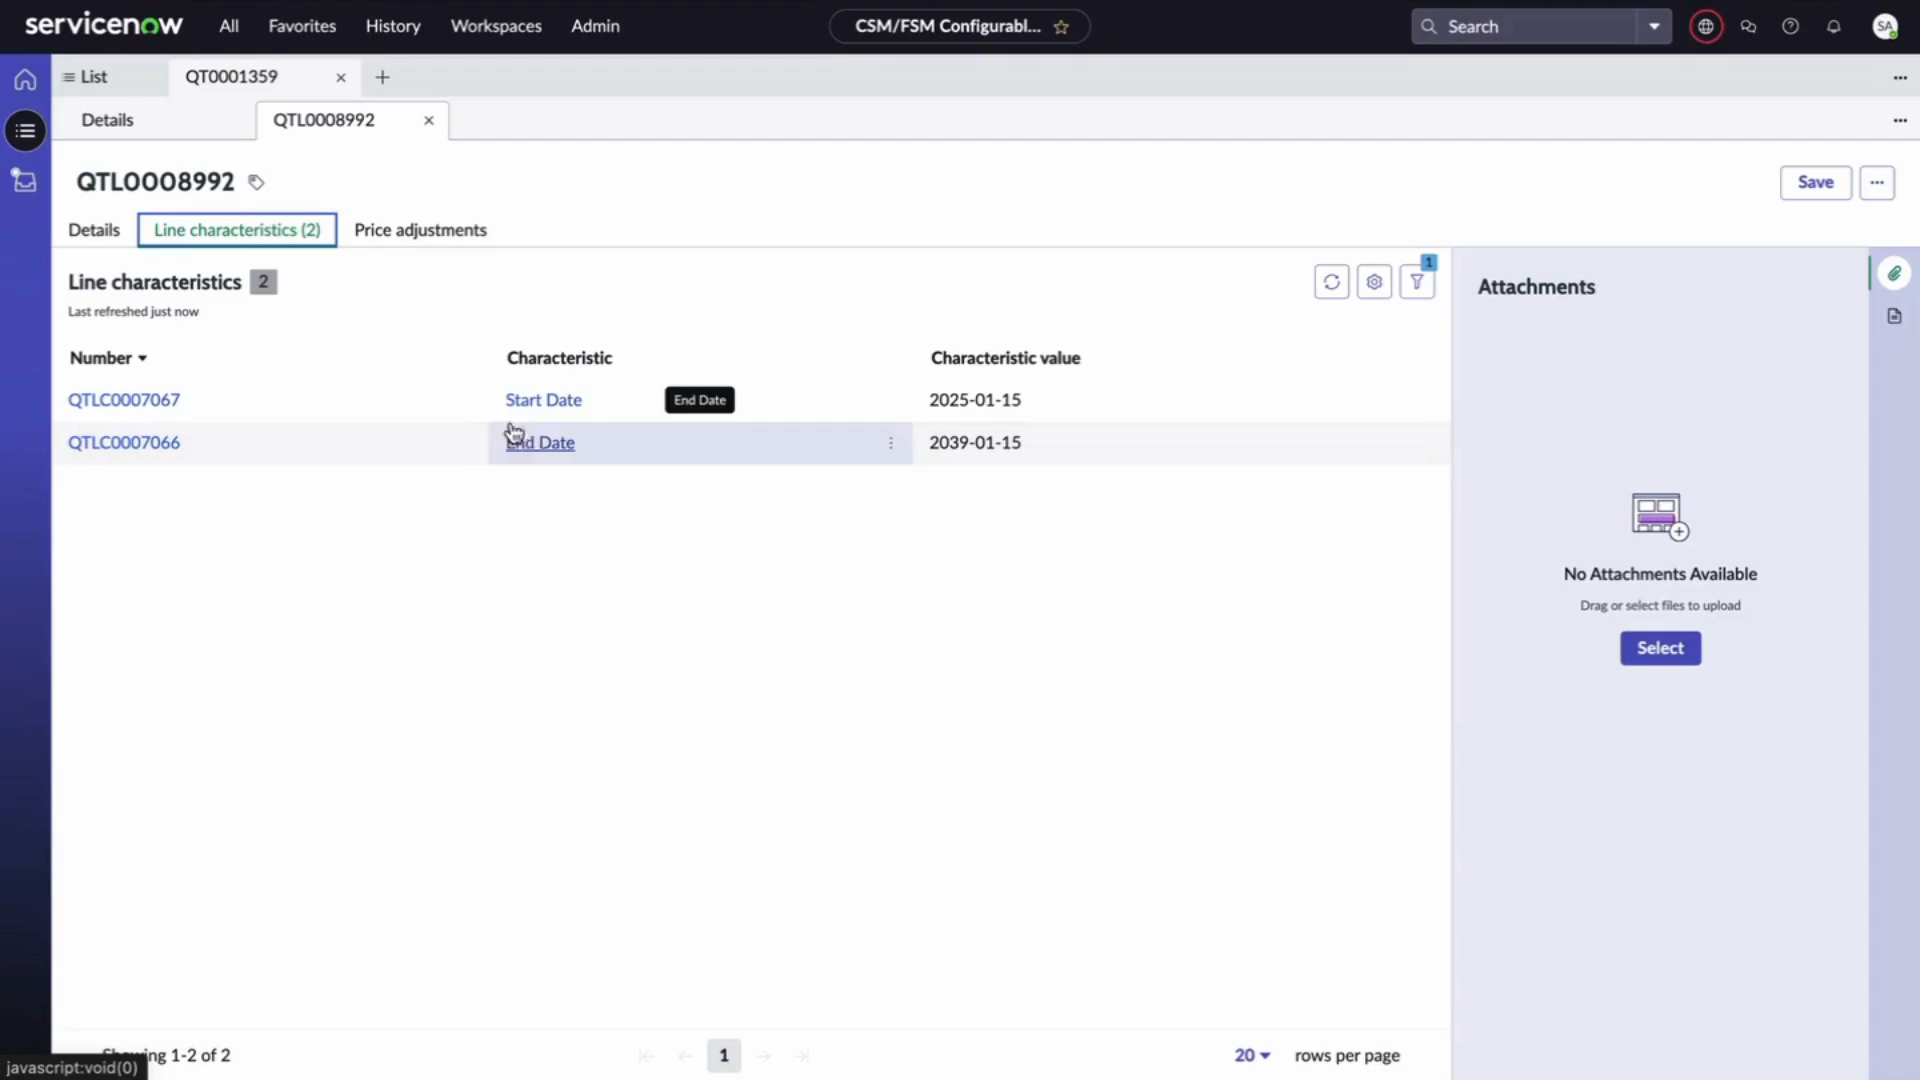 servicenow All Favorites History Workspaces Admin CSM/FSM Configurabl... Search SA
List QT0001359
Details QTL0008992
QTL0008992 Save
Details Line characteristics (2) Price adjustments
Line characteristics 2 1
Last refreshed just now
Attachments
Number Characteristic Characteristic value
QTLC0007067 Start Date End Date 2025-01-15
QTLC0007066 End Date 2039-01-15
No Attachments Available
Drag or select files to upload
Select
Showing 1-2 of 2 1 20 rows per page
javascript:void(0)